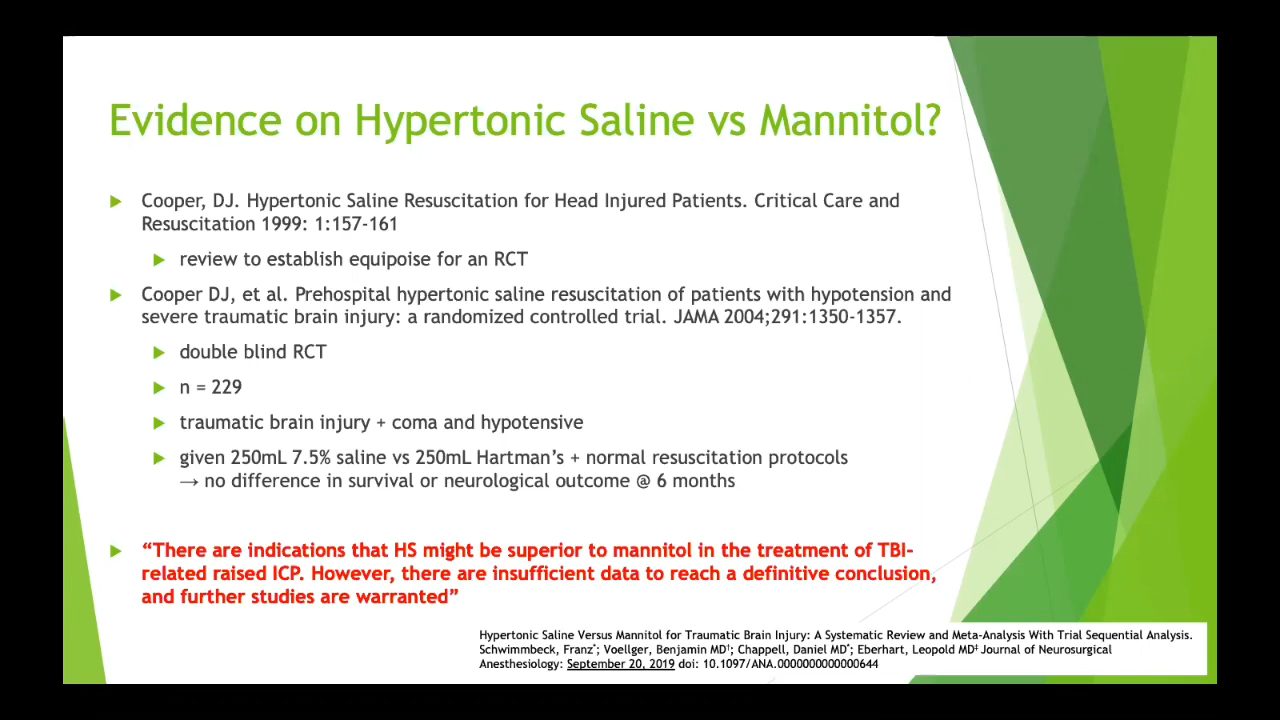 Evidence on Hypertonic Saline vs Mannitol?
Cooper, DJ. Hypertonic Saline Resuscitation for Head Injured Patients. Critical Care and
Resuscitation 1999: 1:157-161
review to establish equipoise for an RCT
Cooper DJ, et al. Prehospital hypertonic saline resuscitation of patients with hypotension and
severe traumatic brain injury: a randomized controlled trial. JAMA 2004;291:1350-1357.
double blind RCT
n = 229
traumatic brain injury + coma and hypotensive
given 250mL 7.5% saline vs 250mL Hartman’s + normal resuscitation protocols
→ no difference in survival or neurological outcome @ 6 months
“There are indications that HS might be superior to mannitol in the treatment of TBI-
related raised ICP. However, there are insufficient data to reach a definitive conclusion,
and further studies are warranted”
Hypertonic Saline Versus Mannitol for Traumatic Brain Injury: A Systematic Review and Meta-Analysis With Trial Sequential Analysis.
Schwimmbeck, Franz*; Voellger, Benjamin MD†; Chappell, Daniel MD*; Eberhart, Leopold MD‡ Journal of Neurosurgical
Anesthesiology: September 20, 2019 doi: 10.1097/ANA.0000000000000644